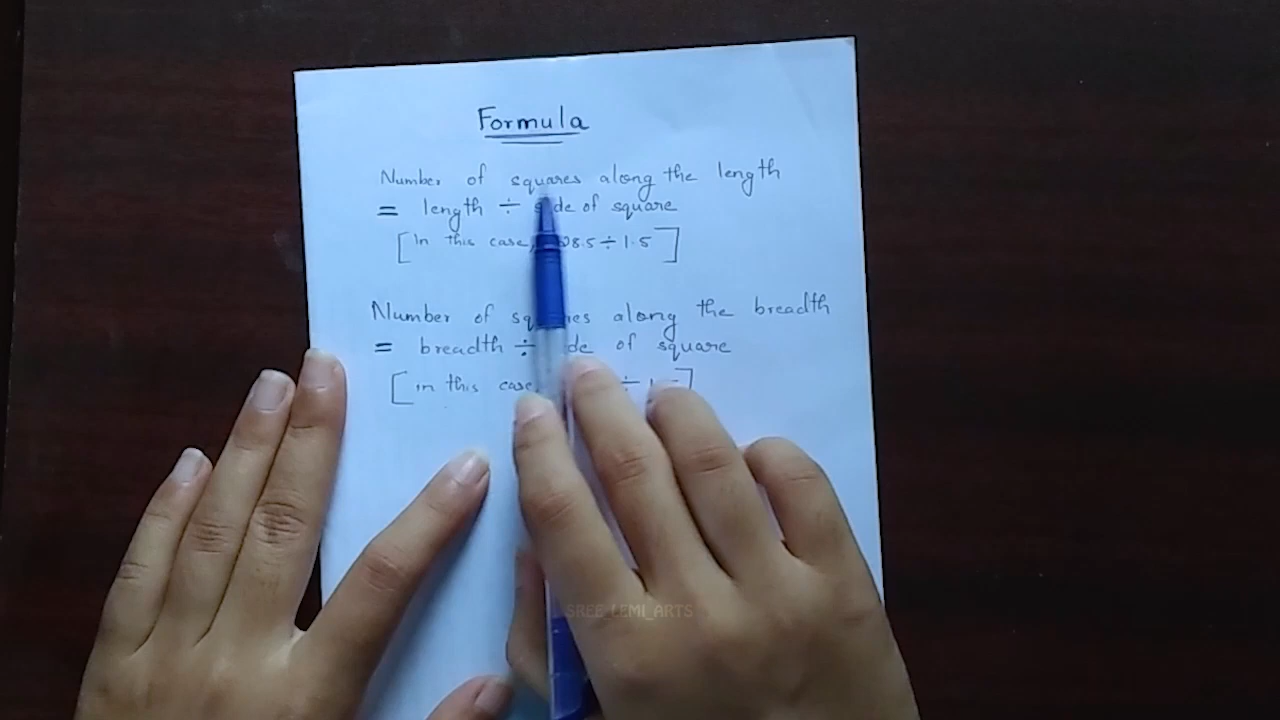 Formula
Number of squares along the length
= length ÷ side of square
[In this case, 28.5 ÷ 1.5]
Number of squares along the breadth
= breadth ÷ side of square
[in this case, ÷
SREE_LEMI_ARTS